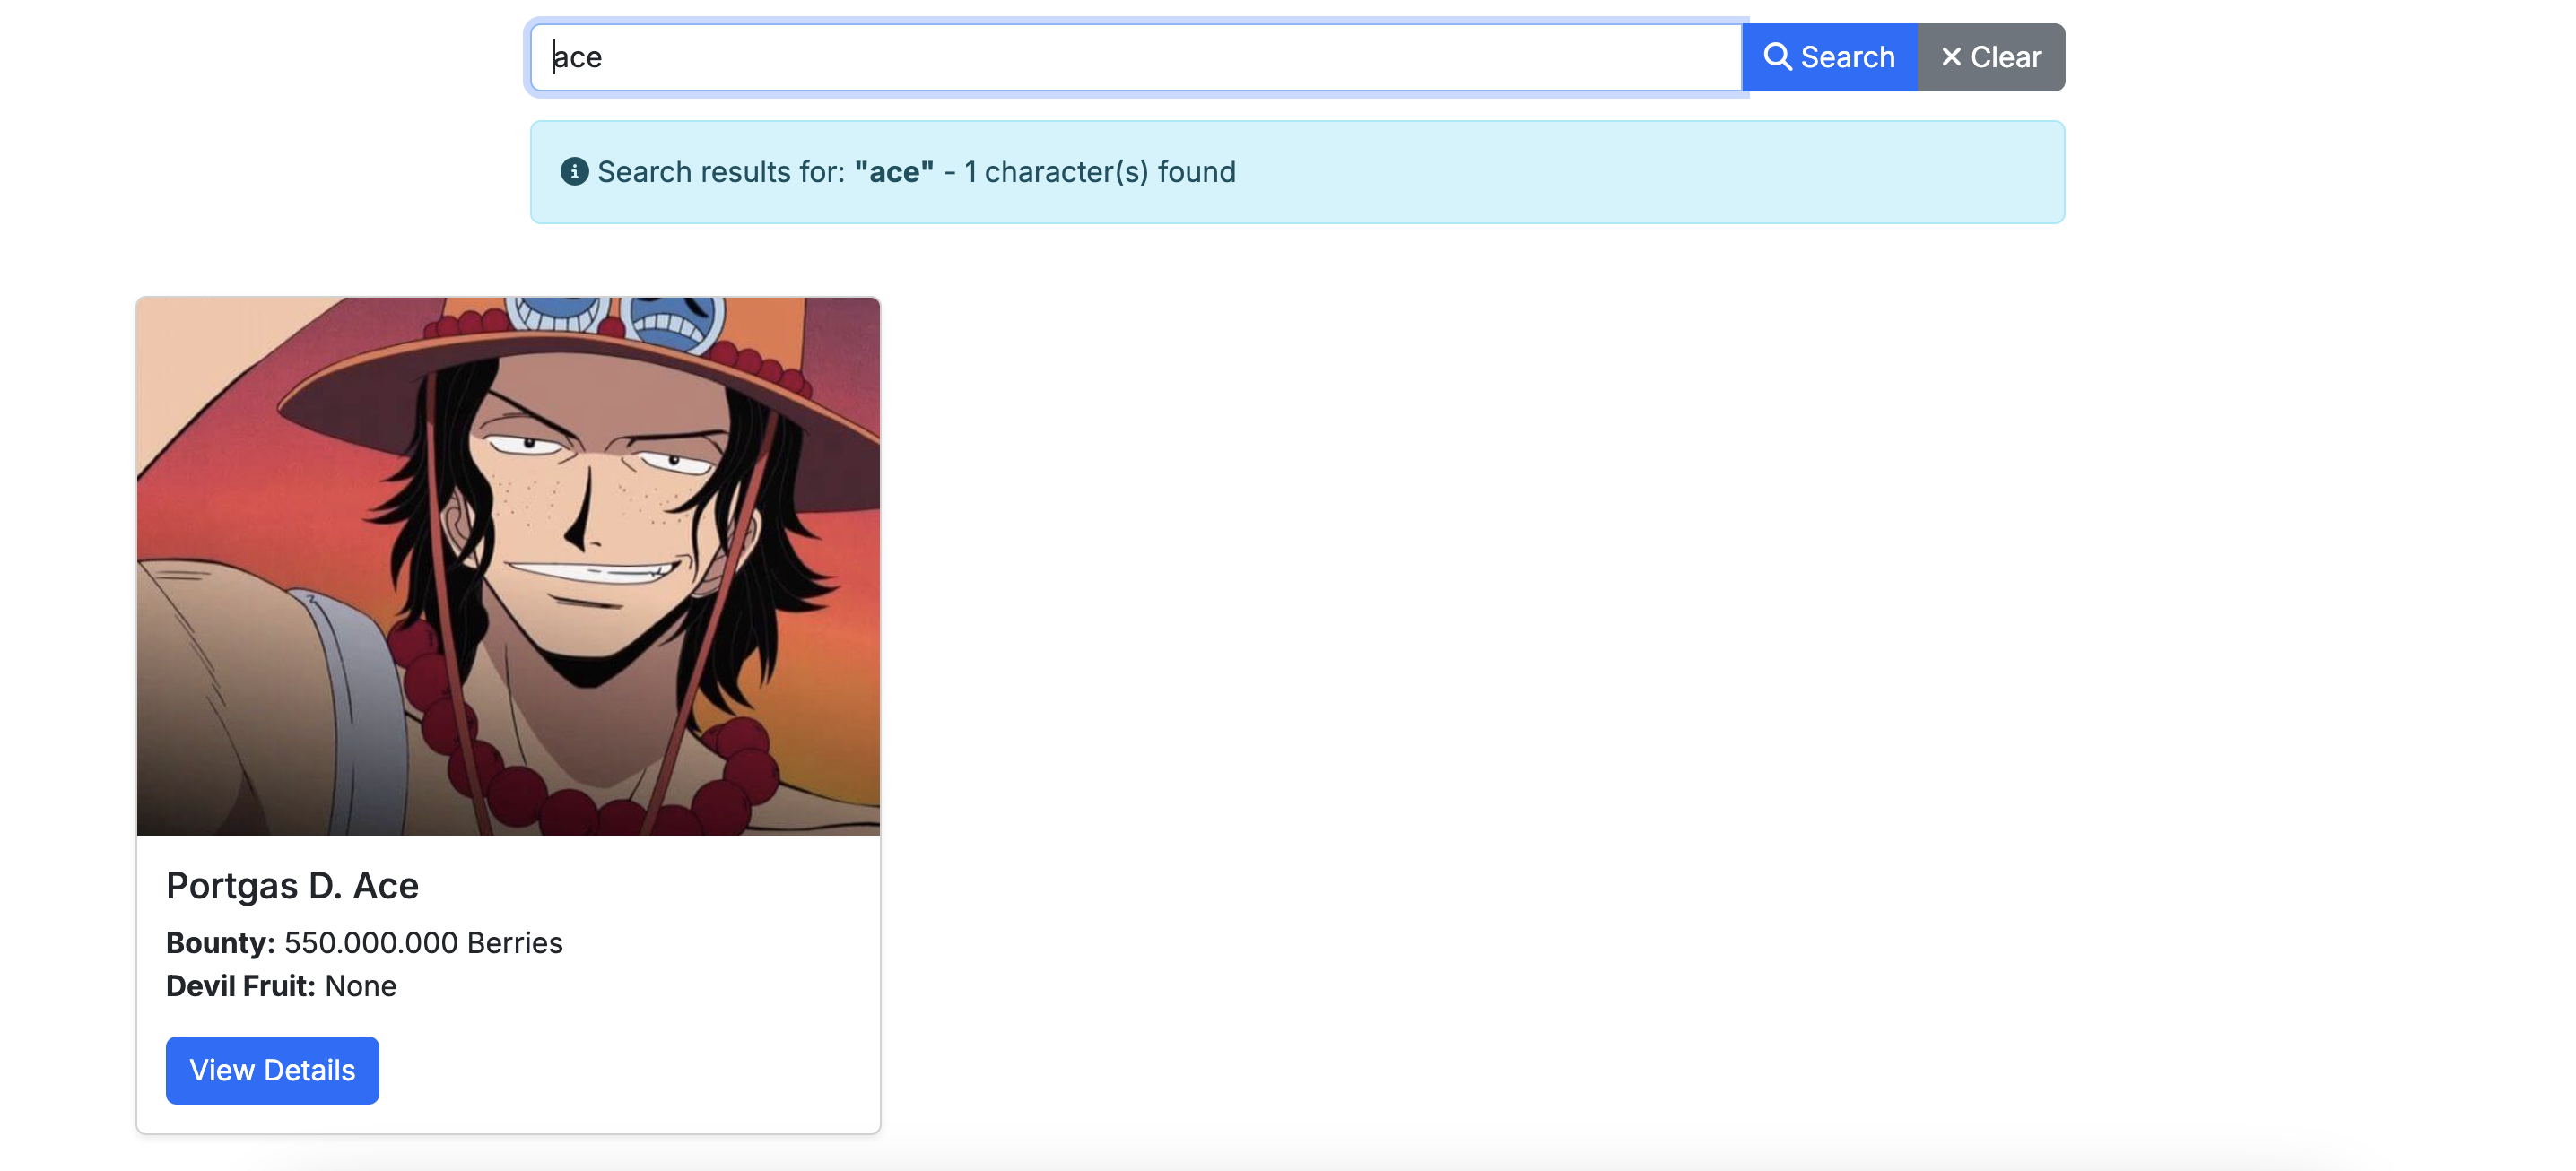 ace
Search
Clear
Search results for: "ace" - 1 character(s) found
Portgas D. Ace
Bounty: 550.000.000 Berries
Devil Fruit: None
View Details